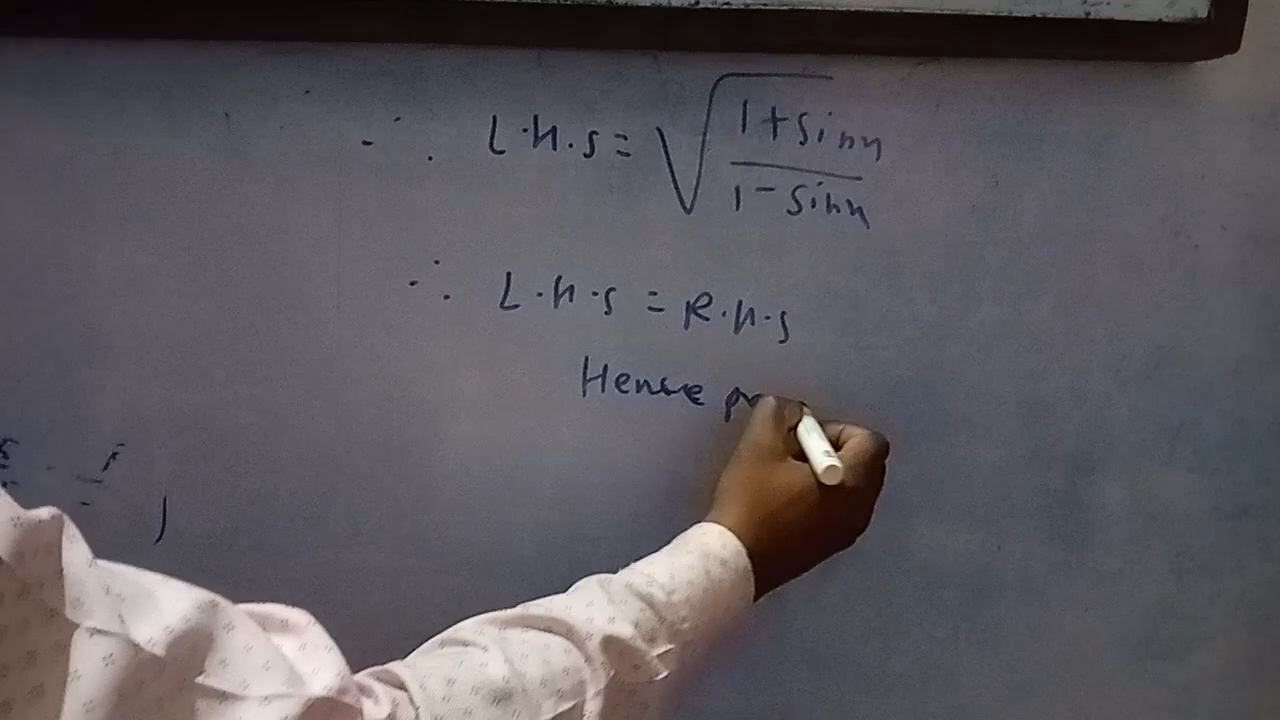 ∴ L.H.S = √(1+sinx / 1-sinx)
∴ L.H.S = R.H.S
Hence